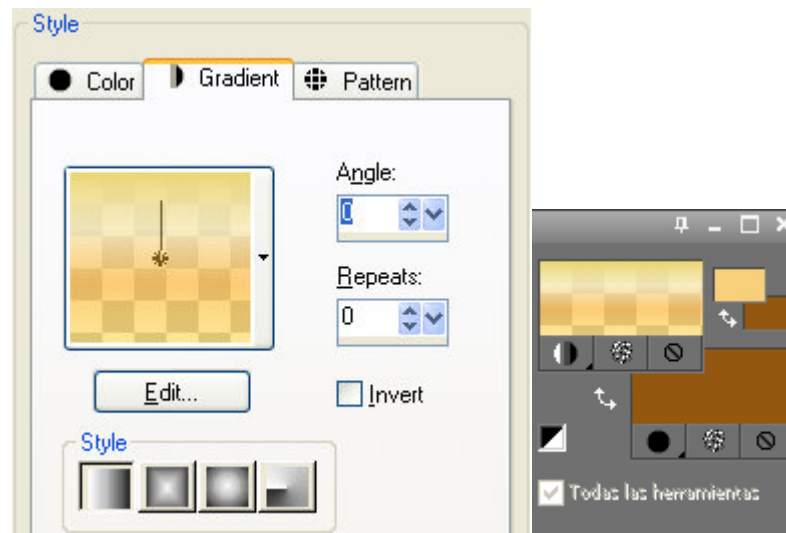 Style
Color Gradient Pattern
Angle:
0
Repeats:
0
Edit...
Invert
Style
Todas las herramientas